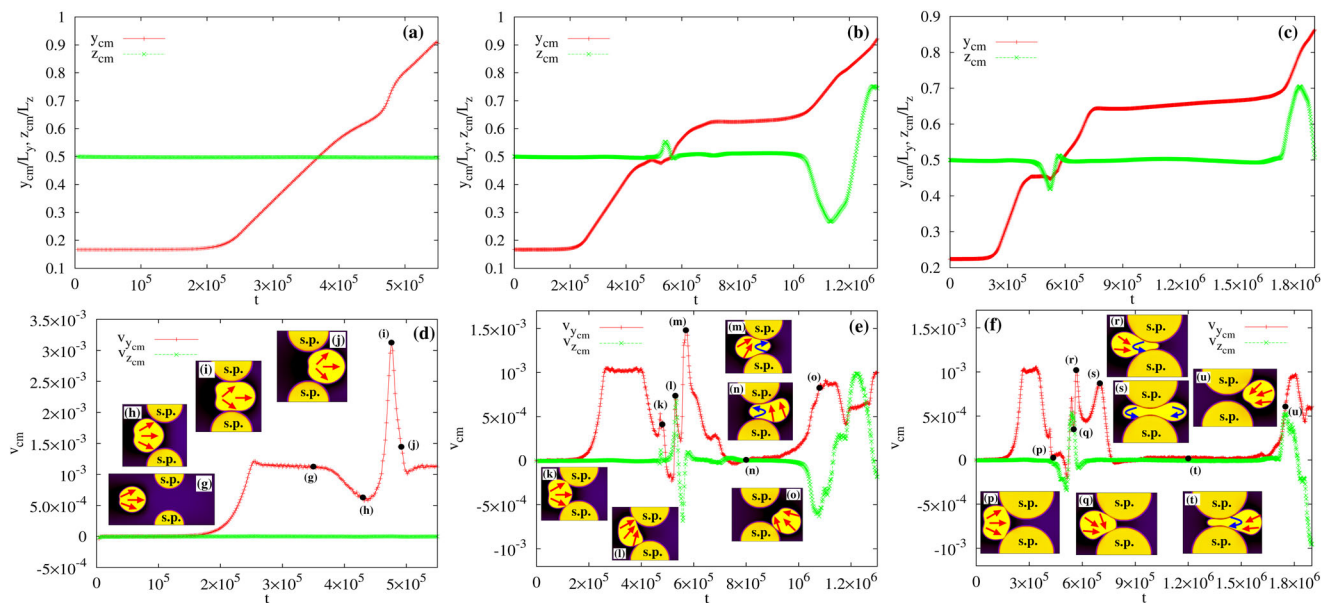 (a)
y_cm
z_cm
y_cm/L_y, z_cm/L_z
1
0.9
0.8
0.7
0.6
0.5
0.4
0.3
0.2
0.1
1×10^5
2×10^5
3×10^5
4×10^5
5×10^5
t
(b)
y_cm
z_cm
y_cm/L_y, z_cm/L_z
1
0.9
0.8
0.7
0.6
0.5
0.4
0.3
0.2
0.1
0
2×10^5
4×10^5
6×10^5
8×10^5
10^6
1.2×10^6
t
(c)
y_cm
z_cm
y_cm/L_y, z_cm/L_z
0.9
0.8
0.7
0.6
0.5
0.4
0.3
0.2
0
3×10^5
6×10^5
9×10^5
1.2×10^6
1.5×10^6
1.8×10^6
t
(d)
v_y_cm
v_z_cm
v_cm
3.5×10^-3
3×10^-3
2.5×10^-3
2×10^-3
1.5×10^-3
1×10^-3
5×10^-4
0
-5×10^-4
1×10^5
2×10^5
3×10^5
4×10^5
5×10^5
t
(g)
s.p.
s.p.
(h)
s.p.
s.p.
(i)
s.p.
s.p.
(j)
s.p.
s.p.
(g)
(h)
(i)
(j)
(e)
v_y_cm
v_z_cm
v_cm
1.5×10^-3
1×10^-3
5×10^-4
0
-5×10^-4
-1×10^-3
0
2×10^5
4×10^5
6×10^5
8×10^5
1×10^6
1.2×10^6
t
(k)
s.p.
s.p.
(l)
s.p.
s.p.
(m)
s.p.
s.p.
(n)
s.p.
s.p.
(o)
s.p.
s.p.
(k)
(l)
(m)
(n)
(o)
(f)
v_y_cm
v_z_cm
v_cm
1.5×10^-3
1×10^-3
5×10^-4
0
-5×10^-4
-1×10^-3
0
3×10^5
6×10^5
9×10^5
1.2×10^6
1.5×10^6
1.8×10^6
t
(p)
s.p.
s.p.
(q)
s.p.
s.p.
(r)
s.p.
s.p.
(s)
s.p.
s.p.
(t)
s.p.
s.p.
(u)
s.p.
s.p.
(p)
(q)
(r)
(s)
(t)
(u)